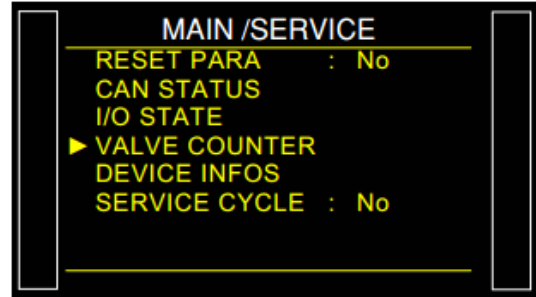 MAIN /SERVICE
RESET PARA : No
CAN STATUS
I/O STATE
► VALVE COUNTER
DEVICE INFOS
SERVICE CYCLE : No